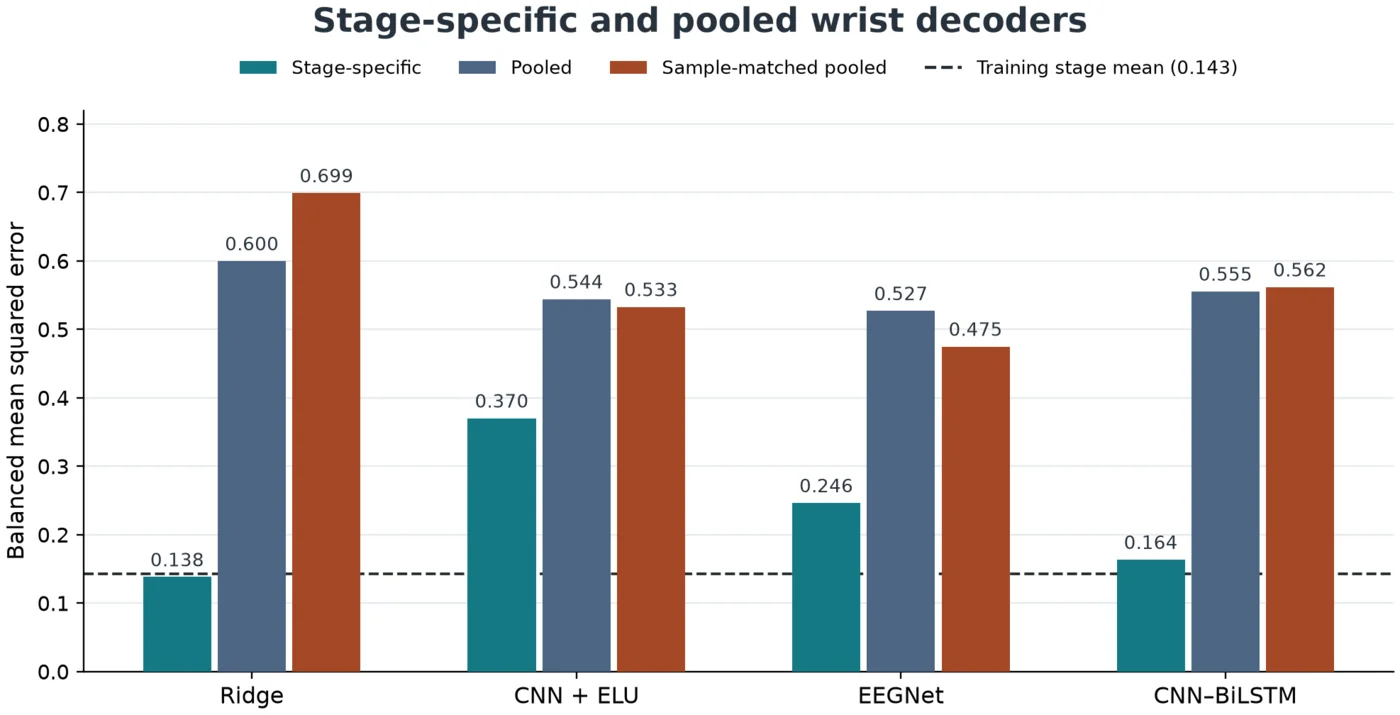 Stage-specific and pooled wrist decoders
Stage-specific Pooled Sample-matched pooled Training stage mean (0.143)
Balanced mean squared error
0.8
0.7
0.6
0.5
0.4
0.3
0.2
0.1
0.0
0.138 0.600 0.699
0.370 0.544 0.533
0.246 0.527 0.475
0.164 0.555 0.562
Ridge CNN + ELU EEGNet CNN–BiLSTM